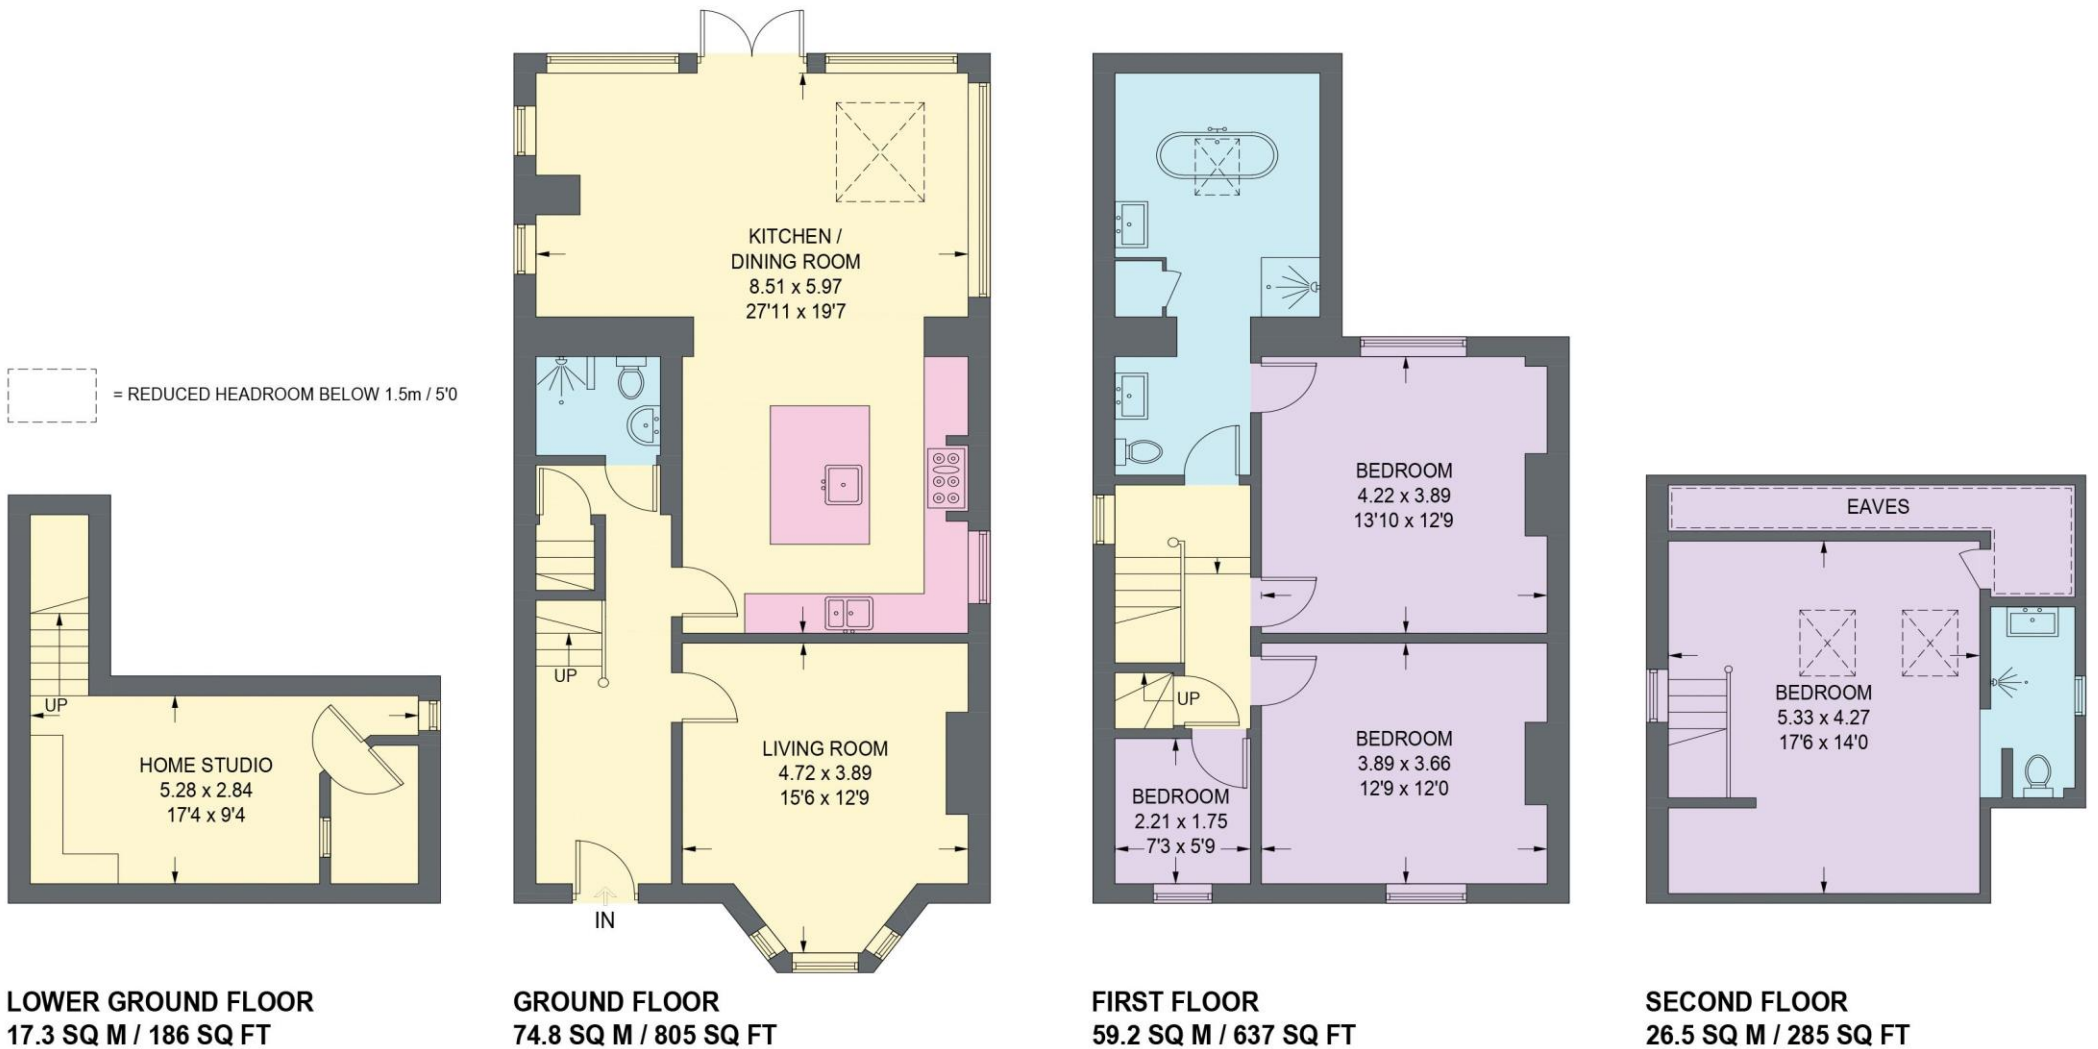 = REDUCED HEADROOM BELOW 1.5m / 5'0
UP
HOME STUDIO
5.28 x 2.84
17'4 x 9'4
LOWER GROUND FLOOR
17.3 SQ M / 186 SQ FT
KITCHEN /
DINING ROOM
8.51 x 5.97
27'11 x 19'7
UP
LIVING ROOM
4.72 x 3.89
15'6 x 12'9
IN
GROUND FLOOR
74.8 SQ M / 805 SQ FT
BEDROOM
4.22 x 3.89
13'10 x 12'9
UP
BEDROOM
3.89 x 3.66
12'9 x 12'0
BEDROOM
2.21 x 1.75
7'3 x 5'9
FIRST FLOOR
59.2 SQ M / 637 SQ FT
EAVES
BEDROOM
5.33 x 4.27
17'6 x 14'0
SECOND FLOOR
26.5 SQ M / 285 SQ FT